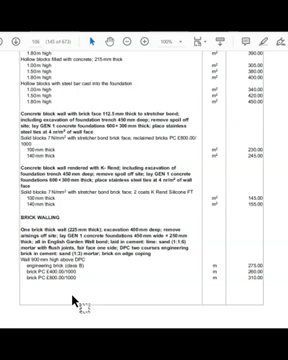 156 (145 of 673) 160%
1.80m high m² 390.00
Hollow blocks filled with concrete; 215 mm thick
1.00m high m² 305.00
1.50m high m² 380.00
1.80m high m² 400.00
Hollow blocks with steel bar cast into the foundation
1.00m high m² 340.00
1.50m high m² 425.00
1.80m high m² 450.00
Concrete block wall with brick face 112.5 mm thick to stretcher bond,
including excavation of foundation trench 450 mm deep; remove spoil off
site; lay GEN 1 concrete foundations 600 × 300 mm thick; place stainless
steel ties at 4 nr/m² of wall face
Solid blocks 7 N/mm² with stretcher bond brick face; reclaimed bricks PC £800.00/
1000
100 mm thick m² 230.00
140 mm thick m² 245.00
Concrete block wall rendered with K- Rend; including excavation of
foundation trench 450 mm deep; remove spoil off site; lay GEN 1 concrete
foundations 600 × 300 mm thick; place stainless steel ties at 4 nr/m² of wall
face
Solid blocks 7 N/mm² with stretcher bond brick face; 2 coats K Rend Silicone FT
100 mm thick m² 145.00
140 mm thick m² 155.00
BRICK WALLING
One brick thick wall (225 mm thick); excavation 400 mm deep; remove
arisings off site; lay GEN 1 concrete foundations 450 mm wide × 250 mm
thick; all in English Garden Wall bond; laid in cement: lime: sand (1:1:6)
mortar with flush joints, fair face one side; DPC two courses engineering
brick in cement: sand (1:3) mortar; brick on edge coping
Wall 900 mm high above DPC
engineering brick (class B) m 275.00
brick PC £400.00/1000 m 260.00
brick PC £800.00/1000 m 310.00